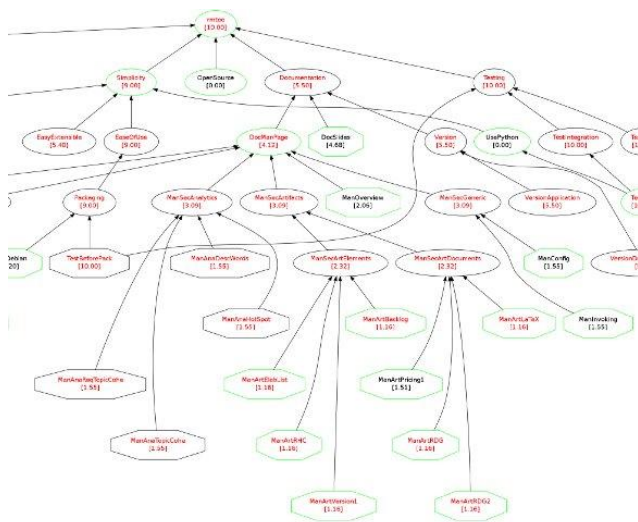 rmtoo
[10.00]
Simplicity
[9.00]
OpenSource
[0.00]
Documentation
[5.50]
Testing
[10.00]
EasyExtensible
[5.40]
EaseOfUse
[9.00]
DocManPage
[4.12]
DocSlides
[4.68]
Version
[5.50]
UsePython
[0.00]
TestIntegration
[10.00]
Packaging
[9.00]
ManSecAnalytics
[3.09]
ManSecArtifacts
[3.09]
ManOverview
[2.06]
ManSecGeneric
[3.09]
VersionApplication
[5.50]
Debian
20]
TestBeforePack
[10.00]
ManAnaDescWords
[1.55]
ManSecArtElements
[2.32]
ManSecArtDocuments
[2.32]
ManConfig
[1.55]
ManAnaHotSpot
[1.55]
ManArtBacklog
[1.16]
ManArtLaTeX
[1.16]
ManInvoking
[1.55]
ManAnaReqTopicCohe
[1.55]
ManArtElabList
[1.16]
ManArtPricing1
[1.51]
ManAnaTopicCohe
[1.55]
ManArtRHC
[1.16]
ManArtRDG
[1.16]
ManArtVersion1
[1.16]
ManArtRDG2
[1.16]